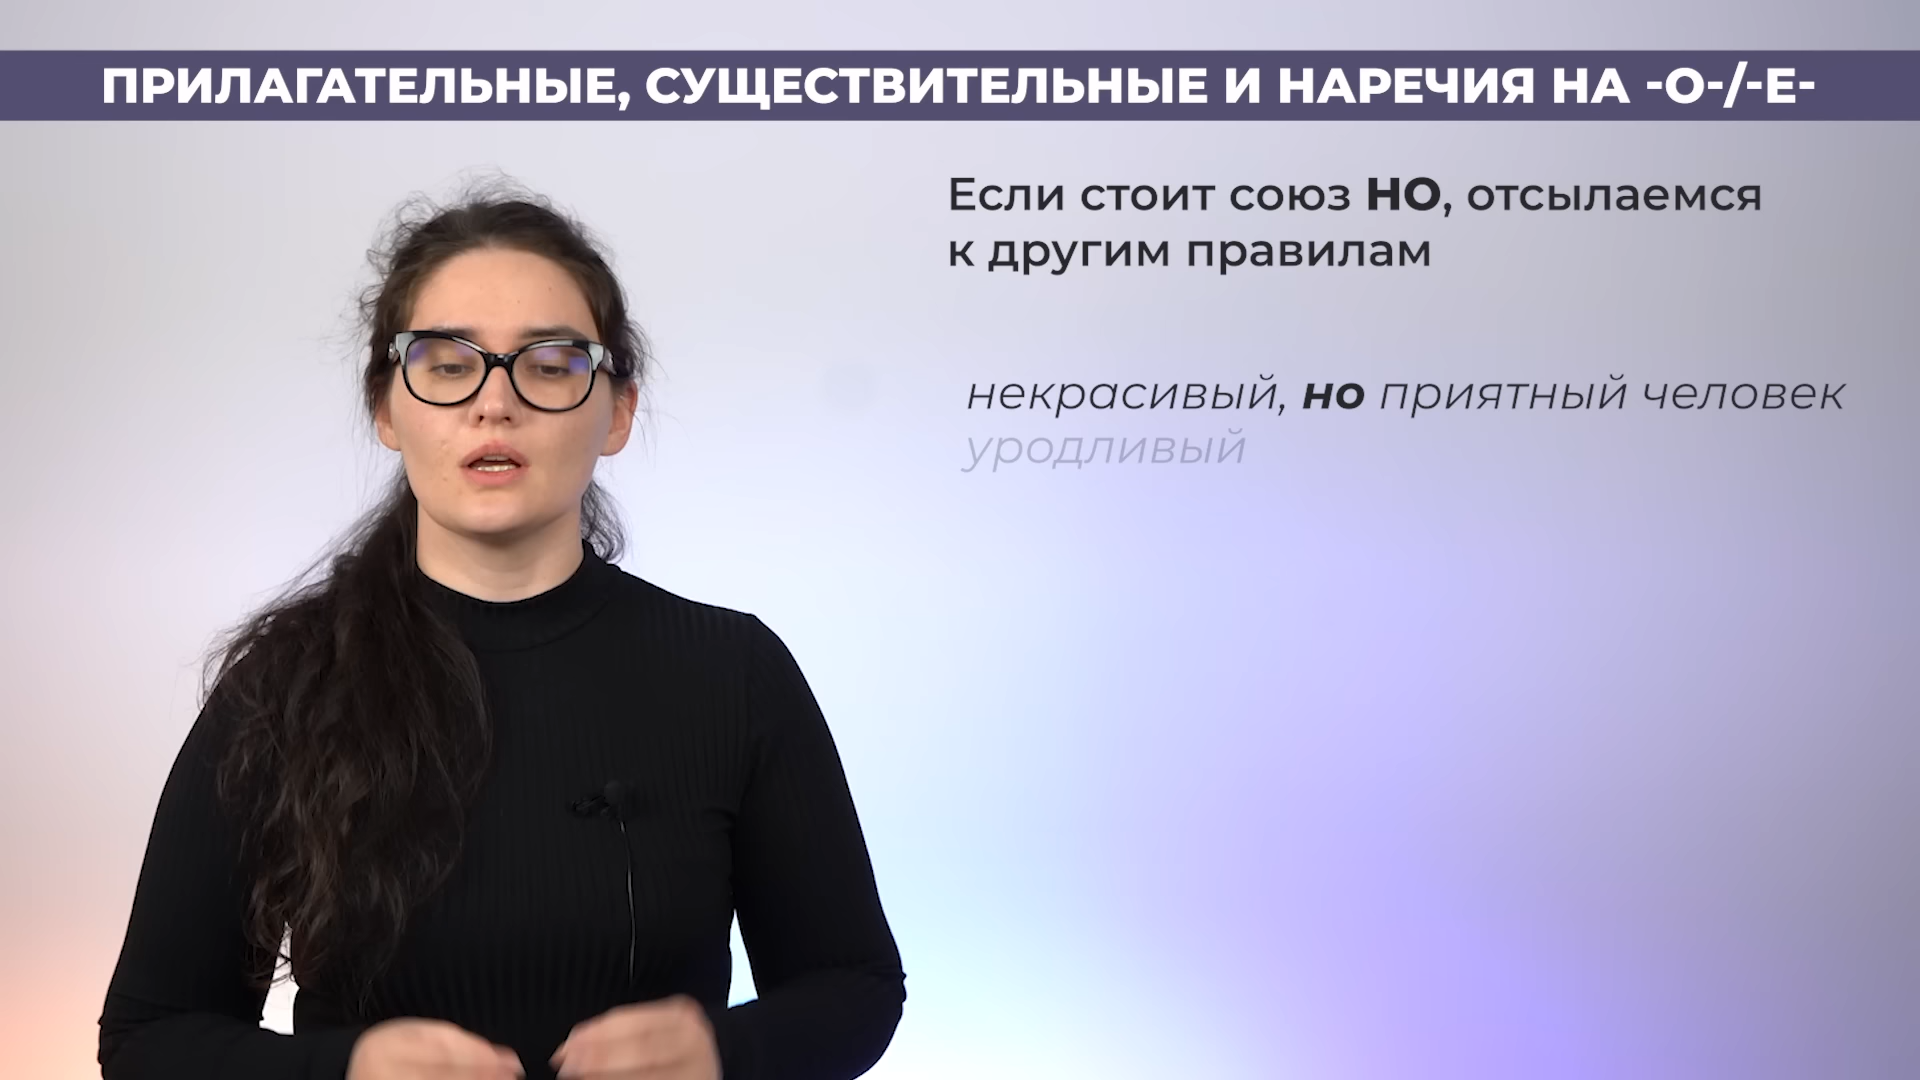 ПРИЛАГАТЕЛЬНЫЕ, СУЩЕСТВИТЕЛЬНЫЕ И НАРЕЧИЯ НА -О-/-Е-
Если стоит союз НО, отсылаемся
к другим правилам
некрасивый, но приятный человек
уродливый